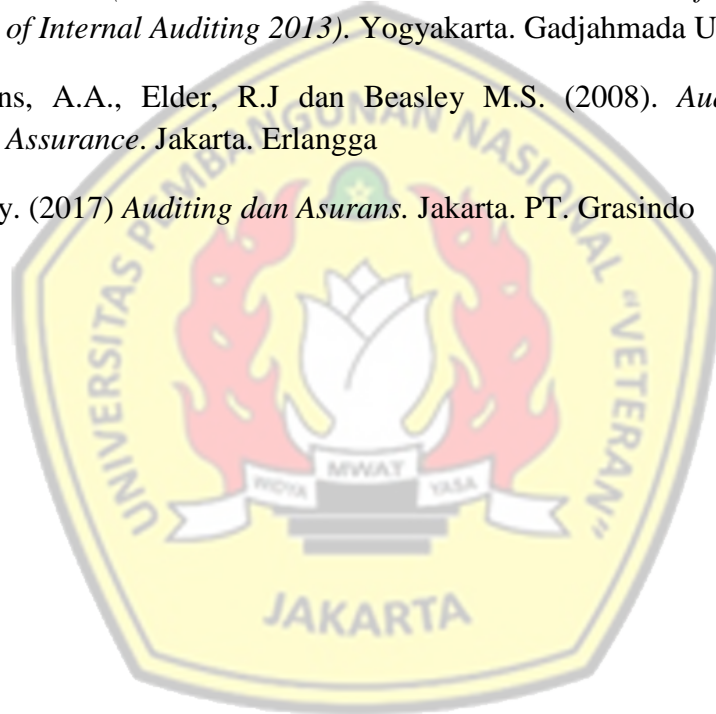 of Internal Auditing 2013). Yogyakarta. Gadjahmada U
ns, A.A., Elder, R.J dan Beasley M.S. (2008). Au
Assurance. Jakarta. Erlangga
y. (2017) Auditing dan Asurans. Jakarta. PT. Grasindo
UNIVERSITAS PEMBANGUNAN NASIONAL "VETERAN"
WIDYA MWAT YASA
JAKARTA